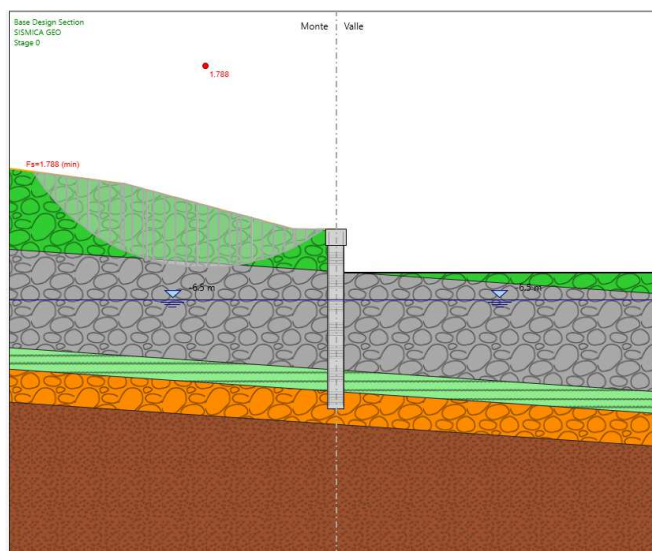 Base Design Section
SISMICA GEO
Stage 0
Monte
Valle
1.788
Fs=1.788 (min)
-6.5 m
-6.5 m